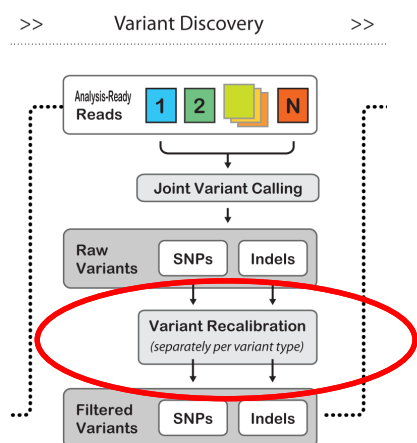 >> Variant Discovery >>
Analysis-Ready
Reads 1 2 N
Joint Variant Calling
Raw
Variants SNPs Indels
Variant Recalibration
(separately per variant type)
Filtered
Variants SNPs Indels